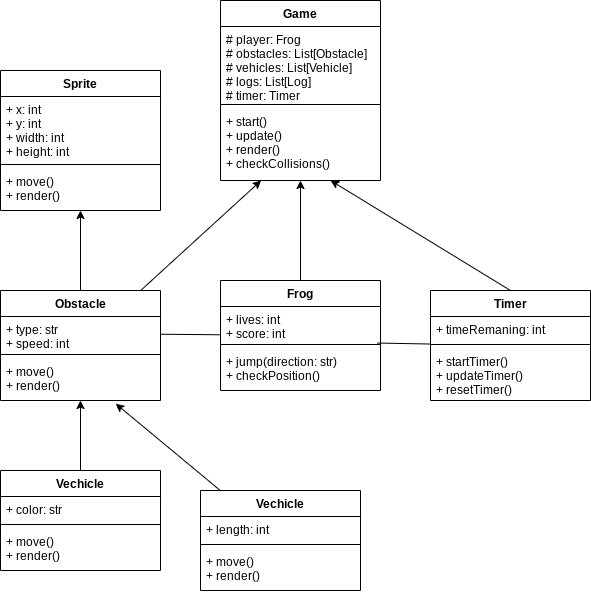 Game
# player: Frog
# obstacles: List[Obstacle]
# vehicles: List[Vehicle]
# logs: List[Log]
# timer: Timer
+ start()
+ update()
+ render()
+ checkCollisions()
Sprite
+ x: int
+ y: int
+ width: int
+ height: int
+ move()
+ render()
Obstacle
+ type: str
+ speed: int
+ move()
+ render()
Frog
+ lives: int
+ score: int
+ jump(direction: str)
+ checkPosition()
Timer
+ timeRemaning: int
+ startTimer()
+ updateTimer()
+ resetTimer()
Vechicle
+ color: str
+ move()
+ render()
Vechicle
+ length: int
+ move()
+ render()